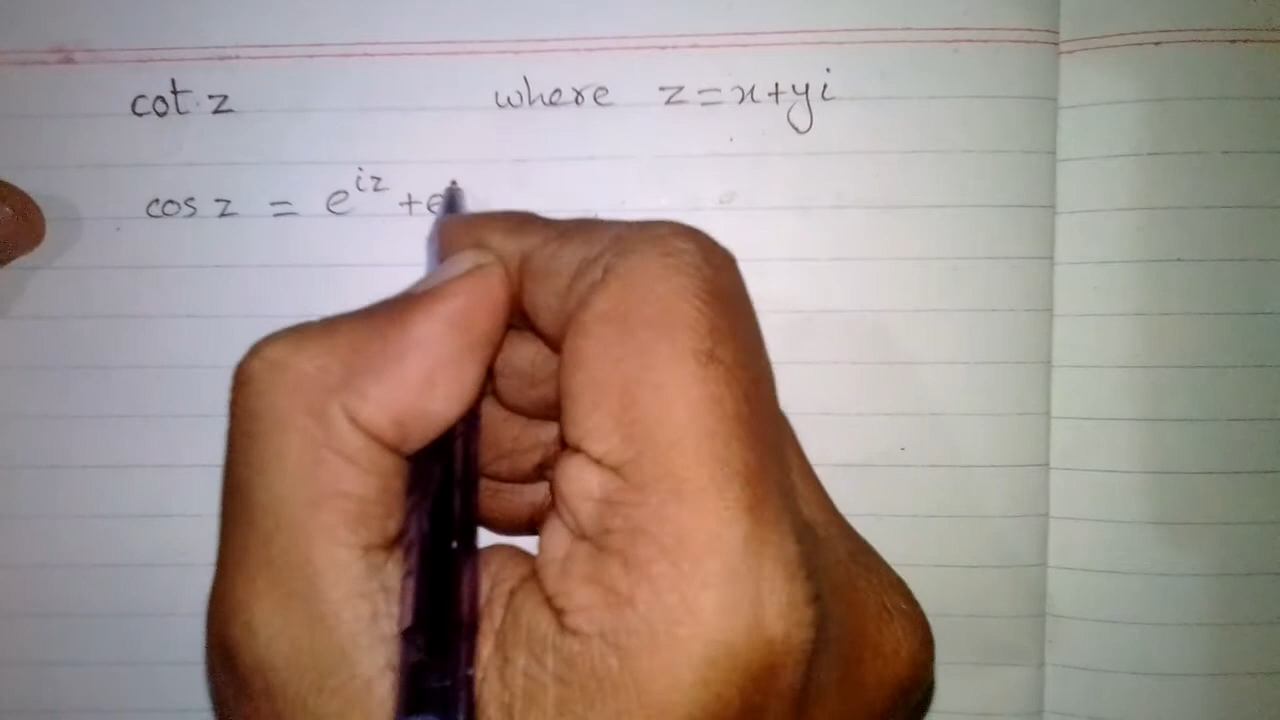 cot z where z=x+yi
cos z = e^{iz} +e